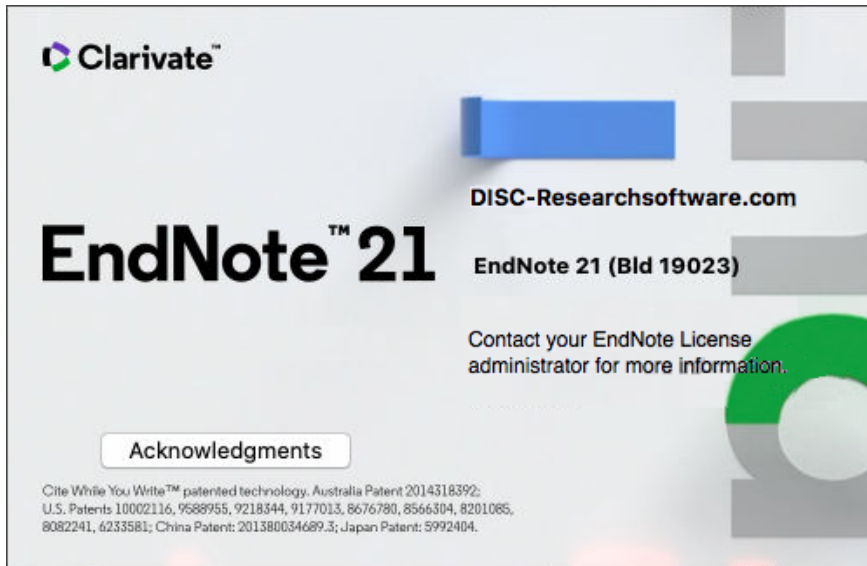 Clarivate™
DISC-Researchsoftware.com
EndNote™ 21
EndNote 21 (Bld 19023)
Contact your EndNote License
administrator for more information.
Acknowledgments
Cite While You Write™ patented technology. Australia Patent 2014318392;
U.S. Patents 10002116, 9588955, 9218344, 9177013, 8676780, 8566304, 8201085,
8082241, 6233581; China Patent: 201380034689.3; Japan Patent: 5992404.